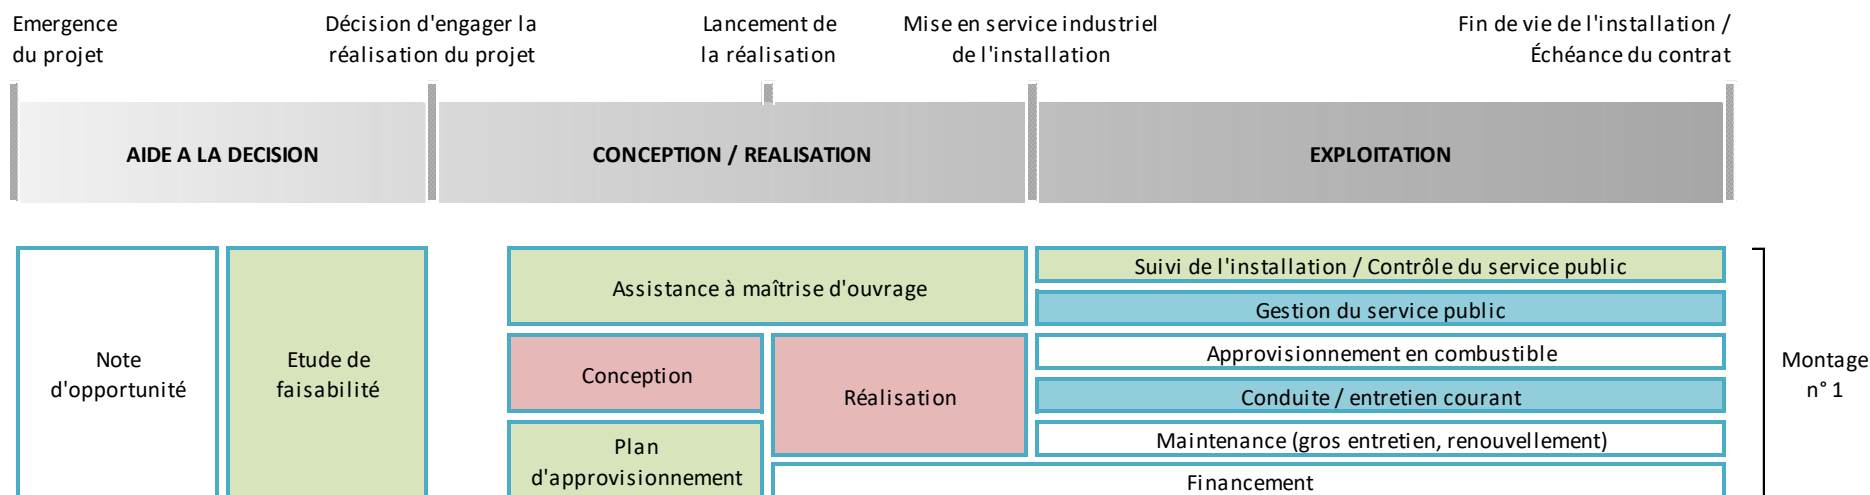 Emergence
du projet
Décision d'engager la
réalisation du projet
Lancement de
la réalisation
Mise en service industriel
de l'installation
Fin de vie de l'installation /
Échéance du contrat
AIDE A LA DECISION
CONCEPTION / REALISATION
EXPLOITATION
Note
d'opportunité
Etude de
faisabilité
Assistance à maîtrise d'ouvrage
Conception
Plan
d'approvisionnement
Réalisation
Suivi de l'installation / Contrôle du service public
Gestion du service public
Approvisionnement en combustible
Conduite / entretien courant
Maintenance (gros entretien, renouvellement)
Financement
Montage
n° 1